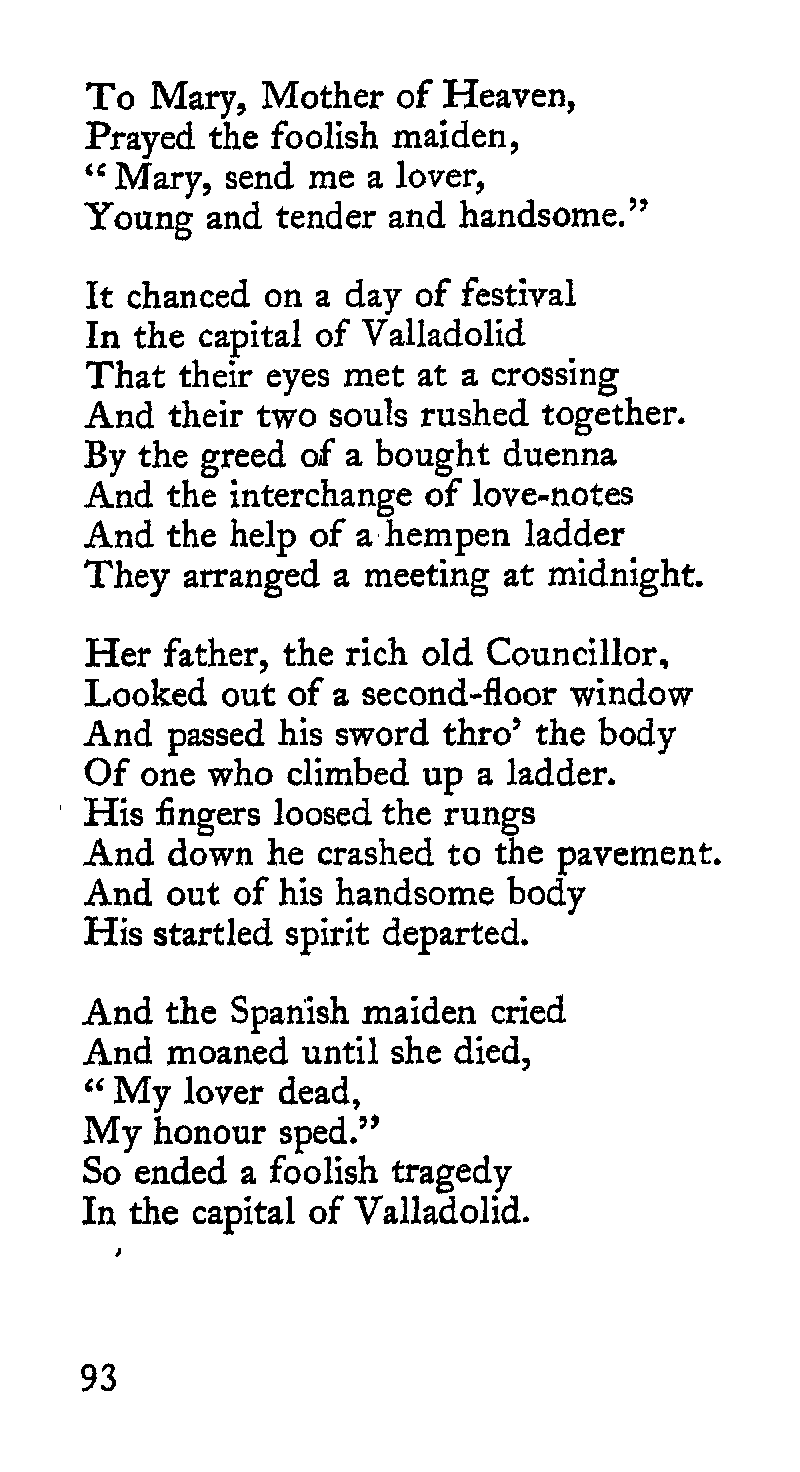 To Mary, Mother of Heaven,
Prayed the foolish maiden,
“ Mary, send me a lover,
Young and tender and handsome.”

It chanced on a day of festival
In the capital of Valladolid
That their eyes met at a crossing
And their two souls rushed together.
By the greed of a bought duenna
And the interchange of love-notes
And the help of a hempen ladder
They arranged a meeting at midnight.

Her father, the rich old Councillor,
Looked out of a second-floor window
And passed his sword thro’ the body
Of one who climbed up a ladder.
His fingers loosed the rungs
And down he crashed to the pavement.
And out of his handsome body
His startled spirit departed.

And the Spanish maiden cried
And moaned until she died,
“ My lover dead,
My honour sped.”
So ended a foolish tragedy
In the capital of Valladolid.

93